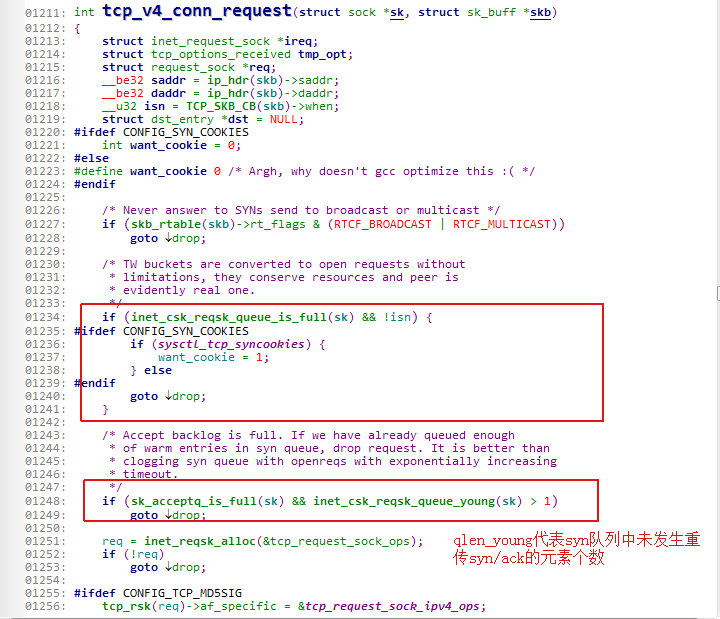 01211: int tcp_v4_conn_request(struct sock *sk, struct sk_buff *skb)
01212: {
01213:     struct inet_request_sock *ireq;
01214:     struct tcp_options_received tmp_opt;
01215:     struct request_sock *req;
01216:     __be32 saddr = ip_hdr(skb)->saddr;
01217:     __be32 daddr = ip_hdr(skb)->daddr;
01218:     __u32 isn = TCP_SKB_CB(skb)->when;
01219:     struct dst_entry *dst = NULL;
01220: #ifdef CONFIG_SYN_COOKIES
01221:     int want_cookie = 0;
01222: #else
01223: #define want_cookie 0 /* Argh, why doesn't gcc optimize this :( */
01224: #endif
01225:
01226:     /* Never answer to SYNs send to broadcast or multicast */
01227:     if (skb_rtable(skb)->rt_flags & (RTCF_BROADCAST | RTCF_MULTICAST))
01228:         goto ↓drop;
01229:
01230:     /* TW buckets are converted to open requests without
01231:      * limitations, they conserve resources and peer is
01232:      * evidently real one.
01233:      */
01234:     if (inet_csk_reqsk_queue_is_full(sk) && !isn) {
01235: #ifdef CONFIG_SYN_COOKIES
01236:         if (sysctl_tcp_syncookies) {
01237:             want_cookie = 1;
01238:         } else
01239: #endif
01240:         goto ↓drop;
01241:     }
01242:
01243:     /* Accept backlog is full. If we have already queued enough
01244:      * of warm entries in syn queue, drop request. It is better than
01245:      * clogging syn queue with openreqs with exponentially increasing
01246:      * timeout.
01247:      */
01248:     if (sk_acceptq_is_full(sk) && inet_csk_reqsk_queue_young(sk) > 1)
01249:         goto ↓drop;
01250:
01251:     req = inet_reqsk_alloc(&tcp_request_sock_ops);
01252:     if (!req)
01253:         goto ↓drop;
01254:
01255: #ifdef CONFIG_TCP_MD5SIG
01256:     tcp_rsk(req)->af_specific = &tcp_request_sock_ipv4_ops;
qlen_young代表syn队列中未发生重
传syn/ack的元素个数